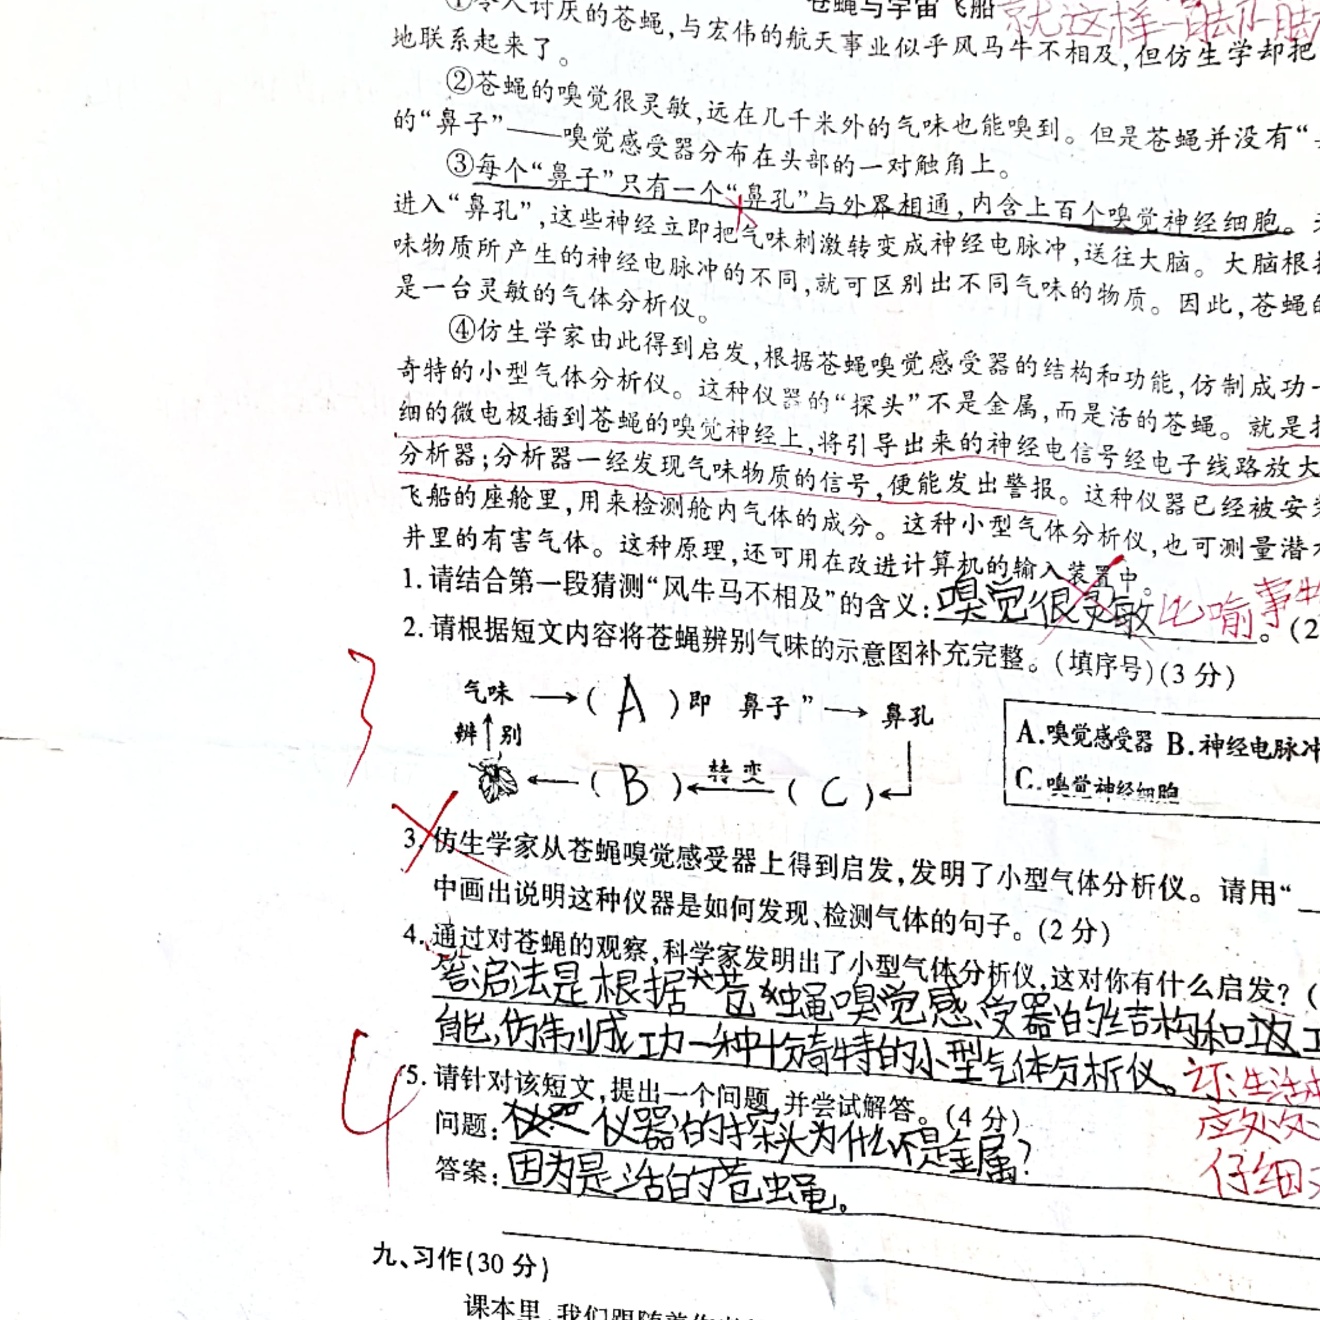 苍蝇与宇宙飞船 就这样
①令人讨厌的苍蝇,与宏伟的航天事业似乎风马牛不相及,但仿生学却把
地联系起来了。
②苍蝇的嗅觉很灵敏,远在几千米外的气味也能嗅到。但是苍蝇并没有“
的“鼻子”——嗅觉感受器分布在头部的一对触角上。
③每个“鼻子”只有一个“鼻孔”与外界相通,内含上百个嗅觉神经细胞。
进入“鼻孔”,这些神经立即把气味刺激转变成神经电脉冲,送往大脑。大脑根
味物质所产生的神经电脉冲的不同,就可区别出不同气味的物质。因此,苍蝇的
是一台灵敏的气体分析仪。
④仿生学家由此得到启发,根据苍蝇嗅觉感受器的结构和功能,仿制成功一
奇特的小型气体分析仪。这种仪器的“探头”不是金属,而是活的苍蝇。就是
细的微电极插到苍蝇的嗅觉神经上,将引导出来的神经电信号经电子线路放大
分析器;分析器一经发现气味物质的信号,便能发出警报。这种仪器已经被安
飞船的座舱里,用来检测舱内气体的成分。这种小型气体分析仪,也可测量潜
井里的有害气体。这种原理,还可用在改进计算机的输入装置中。
1.请结合第一段猜测“风牛马不相及”的含义:嗅觉很灵敏 比喻事。(2
2.请根据短文内容将苍蝇辨别气味的示意图补充完整。(填序号)(3分)
3
气味 →(A)即 鼻子”→ 鼻孔
辨 别
←(B)转变(C)
A.嗅觉感受器 B.神经电脉冲
C.嗅觉神经细胞
3.仿生学家从苍蝇嗅觉感受器上得到启发,发明了小型气体分析仪。请用“
中画出说明这种仪器是如何发现、检测气体的句子。(2分)
4.通过对苍蝇的观察,科学家发明出了小型气体分析仪,这对你有什么启发?(
答:启法是根据苍蝇嗅觉感受器的结构和功
能,仿制成功一种十分奇特的小型气体分析仪。
应处处
仔细
4
5.请针对该短文,提出一个问题,并尝试解答。(4分)
问题:仪器的探头为什么不是金属?
答案:因为是活的苍蝇。
九、习作(30分)
课本里,我们跟随着